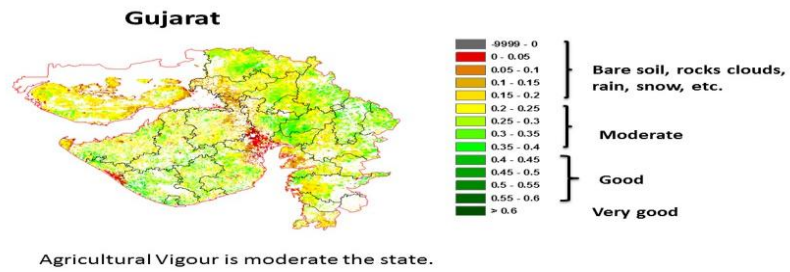 Gujarat
-9999 - 0
0 - 0.05
0.05 - 0.1
0.1 - 0.15
0.15 - 0.2
0.2 - 0.25
0.25 - 0.3
0.3 - 0.35
0.35 - 0.4
0.4 - 0.45
0.45 - 0.5
0.5 - 0.55
0.55 - 0.6
> 0.6
Bare soil, rocks clouds,
rain, snow, etc.
Moderate
Good
Very good
Agricultural Vigour is moderate the state.